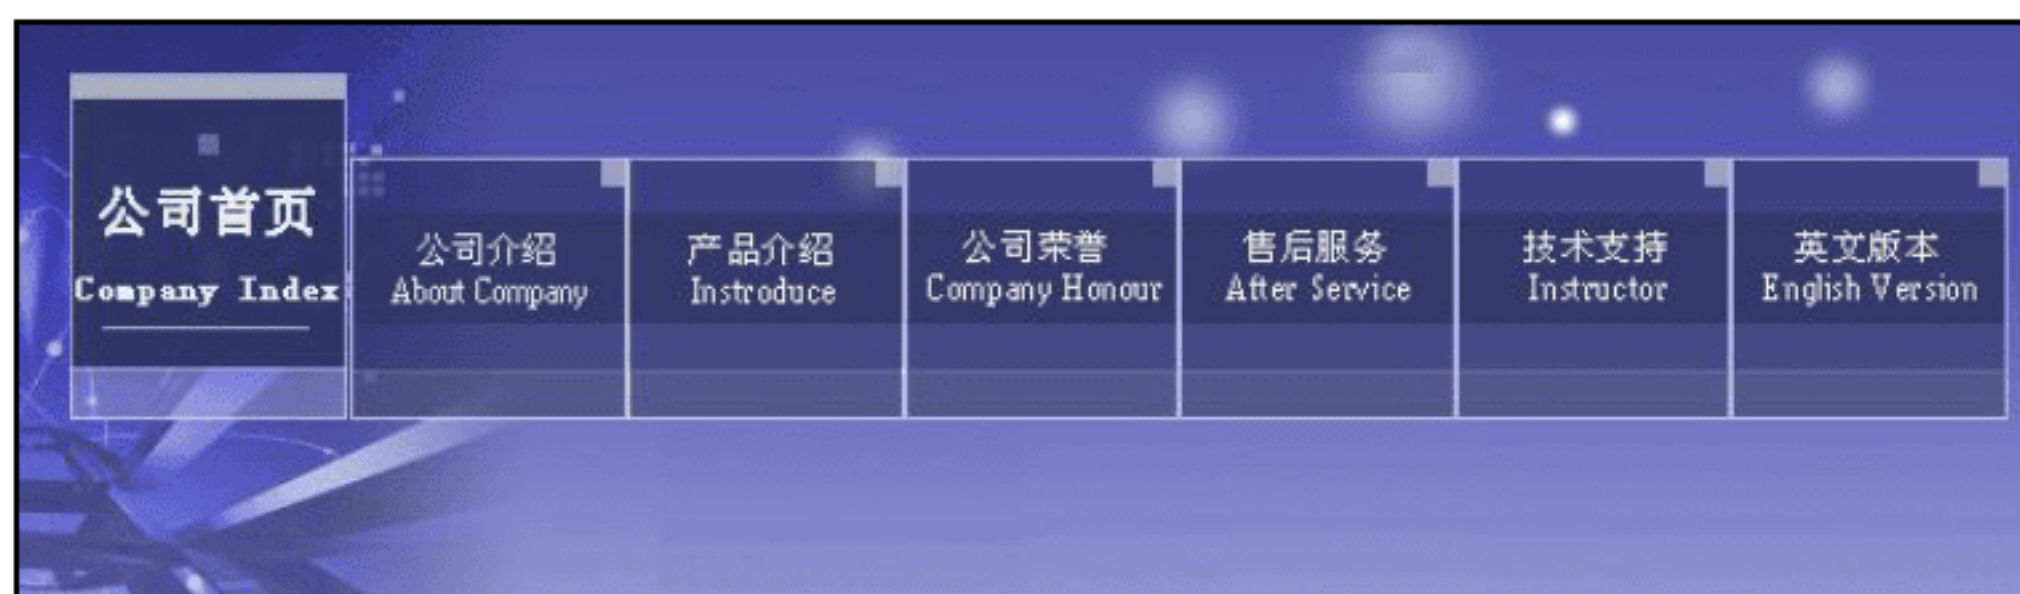 公司首页
Company Index
公司介绍
About Company
产品介绍
Instroduce
公司荣誉
Company Honour
售后服务
After Service
技术支持
Instructor
英文版本
English Version